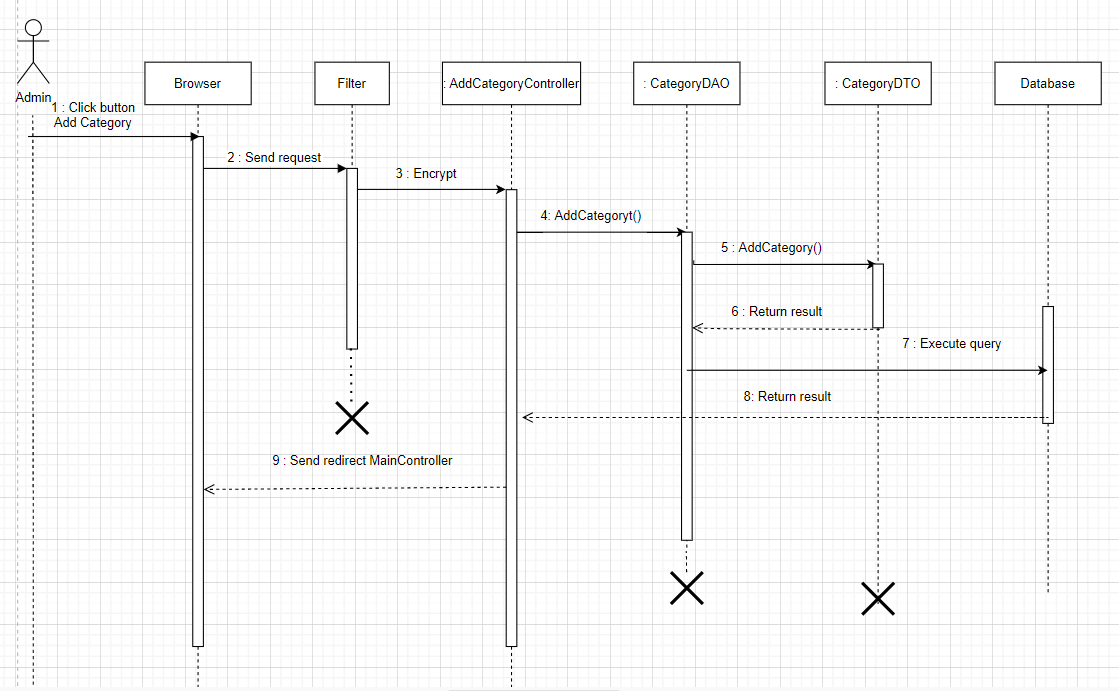 Browser
Filter
: AddCategoryController
: CategoryDAO
: CategoryDTO
Database
Admin
1 : Click button
Add Category
2 : Send request
3 : Encrypt
4: AddCategoryt()
5 : AddCategory()
6 : Return result
7 : Execute query
8: Return result
9 : Send redirect MainController